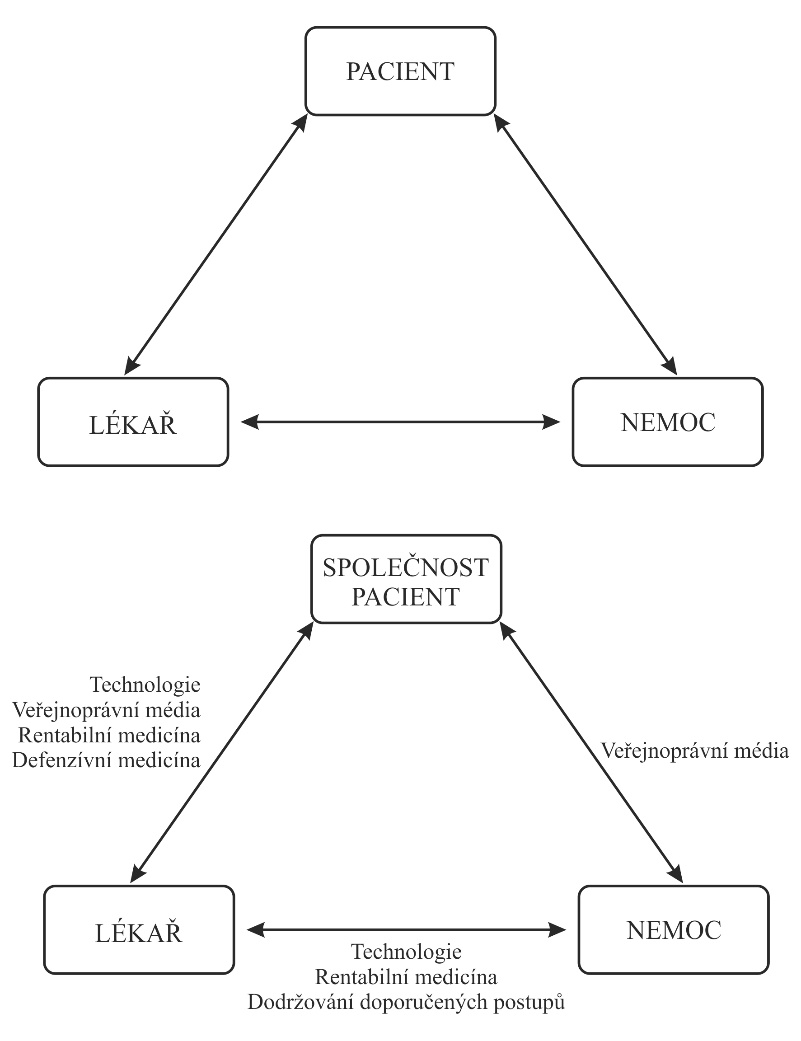 PACIENT
LÉKAŘ
NEMOC
SPOLEČNOST
PACIENT
Technologie
Veřejnoprávní média
Rentabilní medicína
Defenzívní medicína
Veřejnoprávní média
LÉKAŘ
NEMOC
Technologie
Rentabilní medicína
Dodržování doporučených postupů